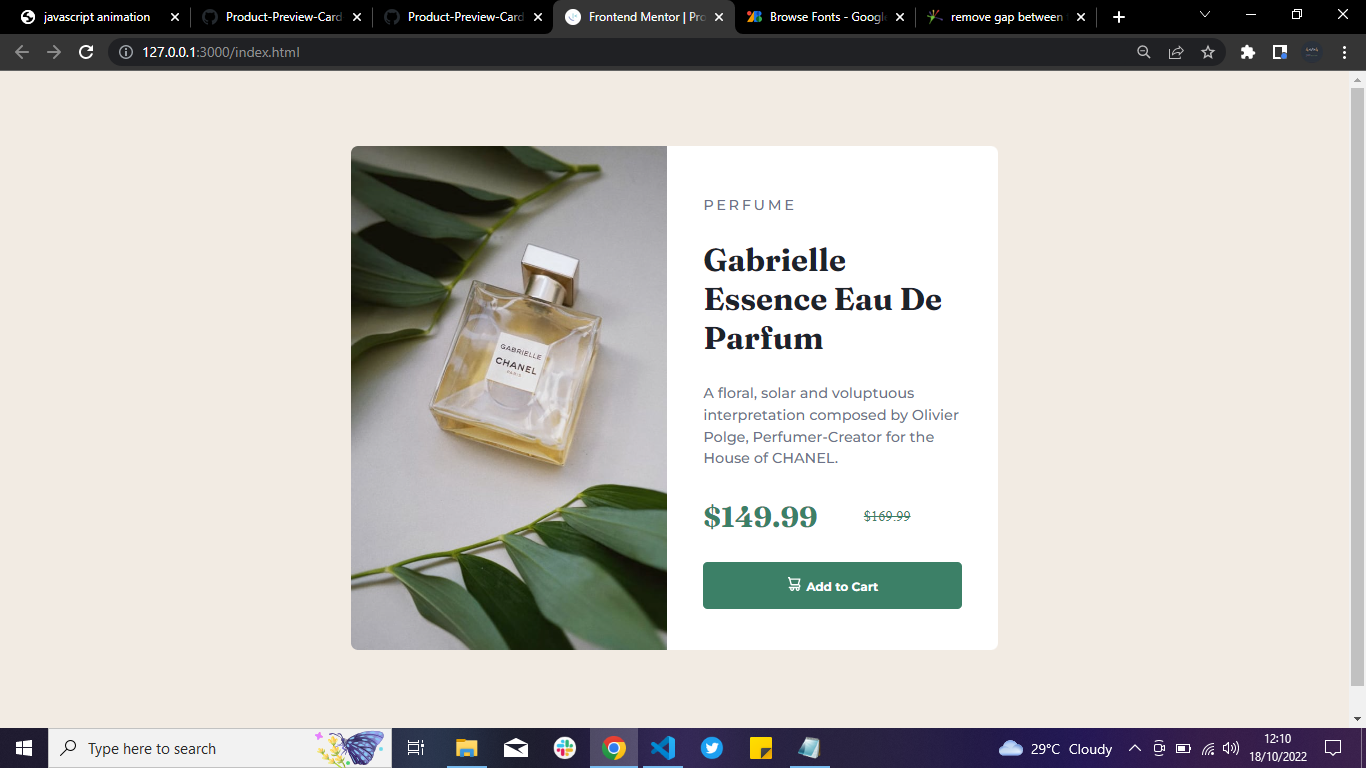 javascript animation
Product-Preview-Card
Product-Preview-Card
Frontend Mentor | Pro
Browse Fonts - Google
remove gap between
127.0.0.1:3000/index.html
PERFUME
Gabrielle
Essence Eau De
Parfum
A floral, solar and voluptuous
interpretation composed by Olivier
Polge, Perfumer-Creator for the
House of CHANEL.
$149.99 $169.99
Add to Cart
GABRIELLE
CHANEL
PARIS
Type here to search
29°C Cloudy
12:10
18/10/2022